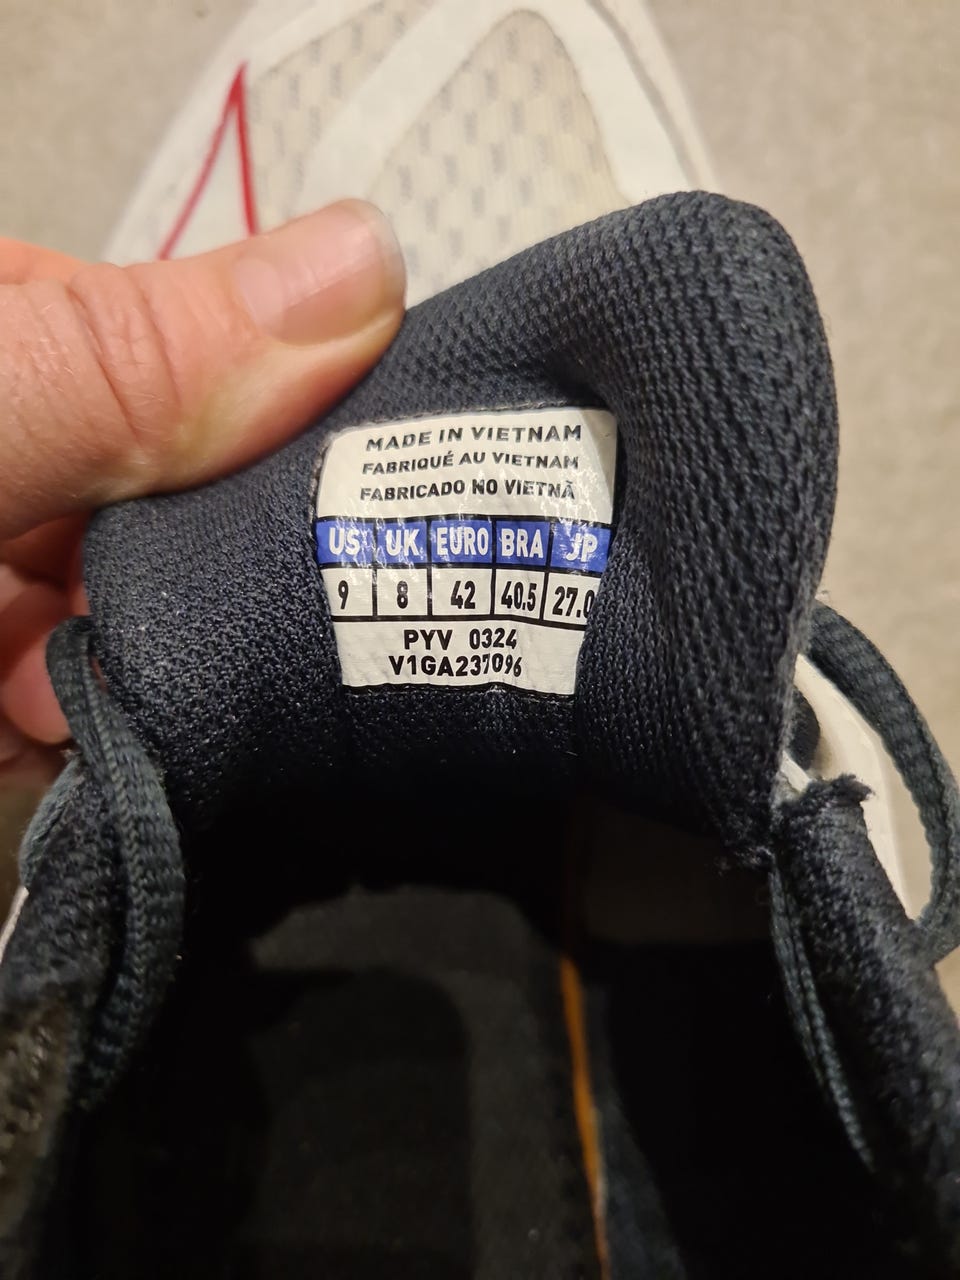 MADE IN VIETNAM
FABRIQUÉ AU VIETNAM
FABRICADO NO VIETNÃ
US UK EURO BRA JP
9 8 42 40.5 27.0
PYV 0324
V1GA237096